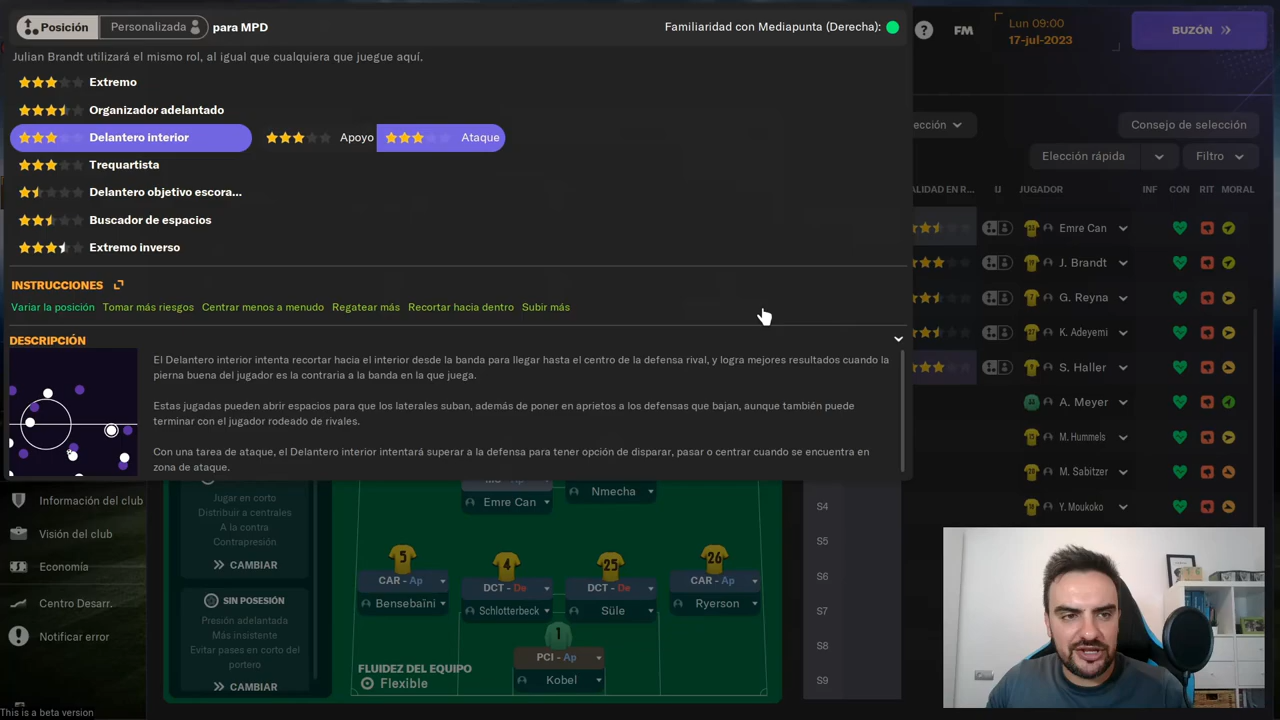 Posición
Personalizada
para MPD
Familiaridad con Mediapunta (Derecha):
Julian Brandt utilizará el mismo rol, al igual que cualquiera que juegue aquí.
Extremo
Organizador adelantado
Delantero interior
Apoyo
Ataque
Trequartista
Delantero objetivo escora...
Buscador de espacios
Extremo inverso
INSTRUCCIONES
Variar la posición Tomar más riesgos Centrar menos a menudo Regatear más Recortar hacia dentro Subir más
DESCRIPCIÓN
El Delantero interior intenta recortar hacia el interior desde la banda para llegar hasta el centro de la defensa rival, y logra mejores resultados cuando la
pierna buena del jugador es la contraria a la banda en la que juega.
Estas jugadas pueden abrir espacios para que los laterales suban, además de poner en aprietos a los defensas que bajan, aunque también puede
terminar con el jugador rodeado de rivales.
Con una tarea de ataque, el Delantero interior intentará superar a la defensa para tener opción de disparar, pasar o centrar cuando se encuentra en
zona de ataque.
? FM
Lun 09:00
17-jul-2023
BUZÓN
ección
Consejo de selección
Elección rápida
Filtro
ALIDAD EN R... IJ JUGADOR INF CON RIT MORAL
Emre Can
J. Brandt
G. Reyna
K. Adeyemi
S. Haller
A. Meyer
M. Hummels
M. Sabitzer
Y. Moukoko
Información del club
Visión del club
Economía
Centro Desarr.
Notificar error
This is a beta version
Jugar en corto
Distribuir a centrales
A la contra
Contrapresión
CAMBIAR
SIN POSESIÓN
Presión adelantada
Más insistente
Evitar pases en corto del
portero
CAMBIAR
Emre Can
Nmecha
5
4
25
26
CAR - Ap
DCT - De
DCT - De
CAR - Ap
Bensebaïni
Schlotterbeck
Süle
Ryerson
1
PCI - Ap
Kobel
FLUIDEZ DEL EQUIPO
Flexible
S4
S5
S6
S7
S8
S9